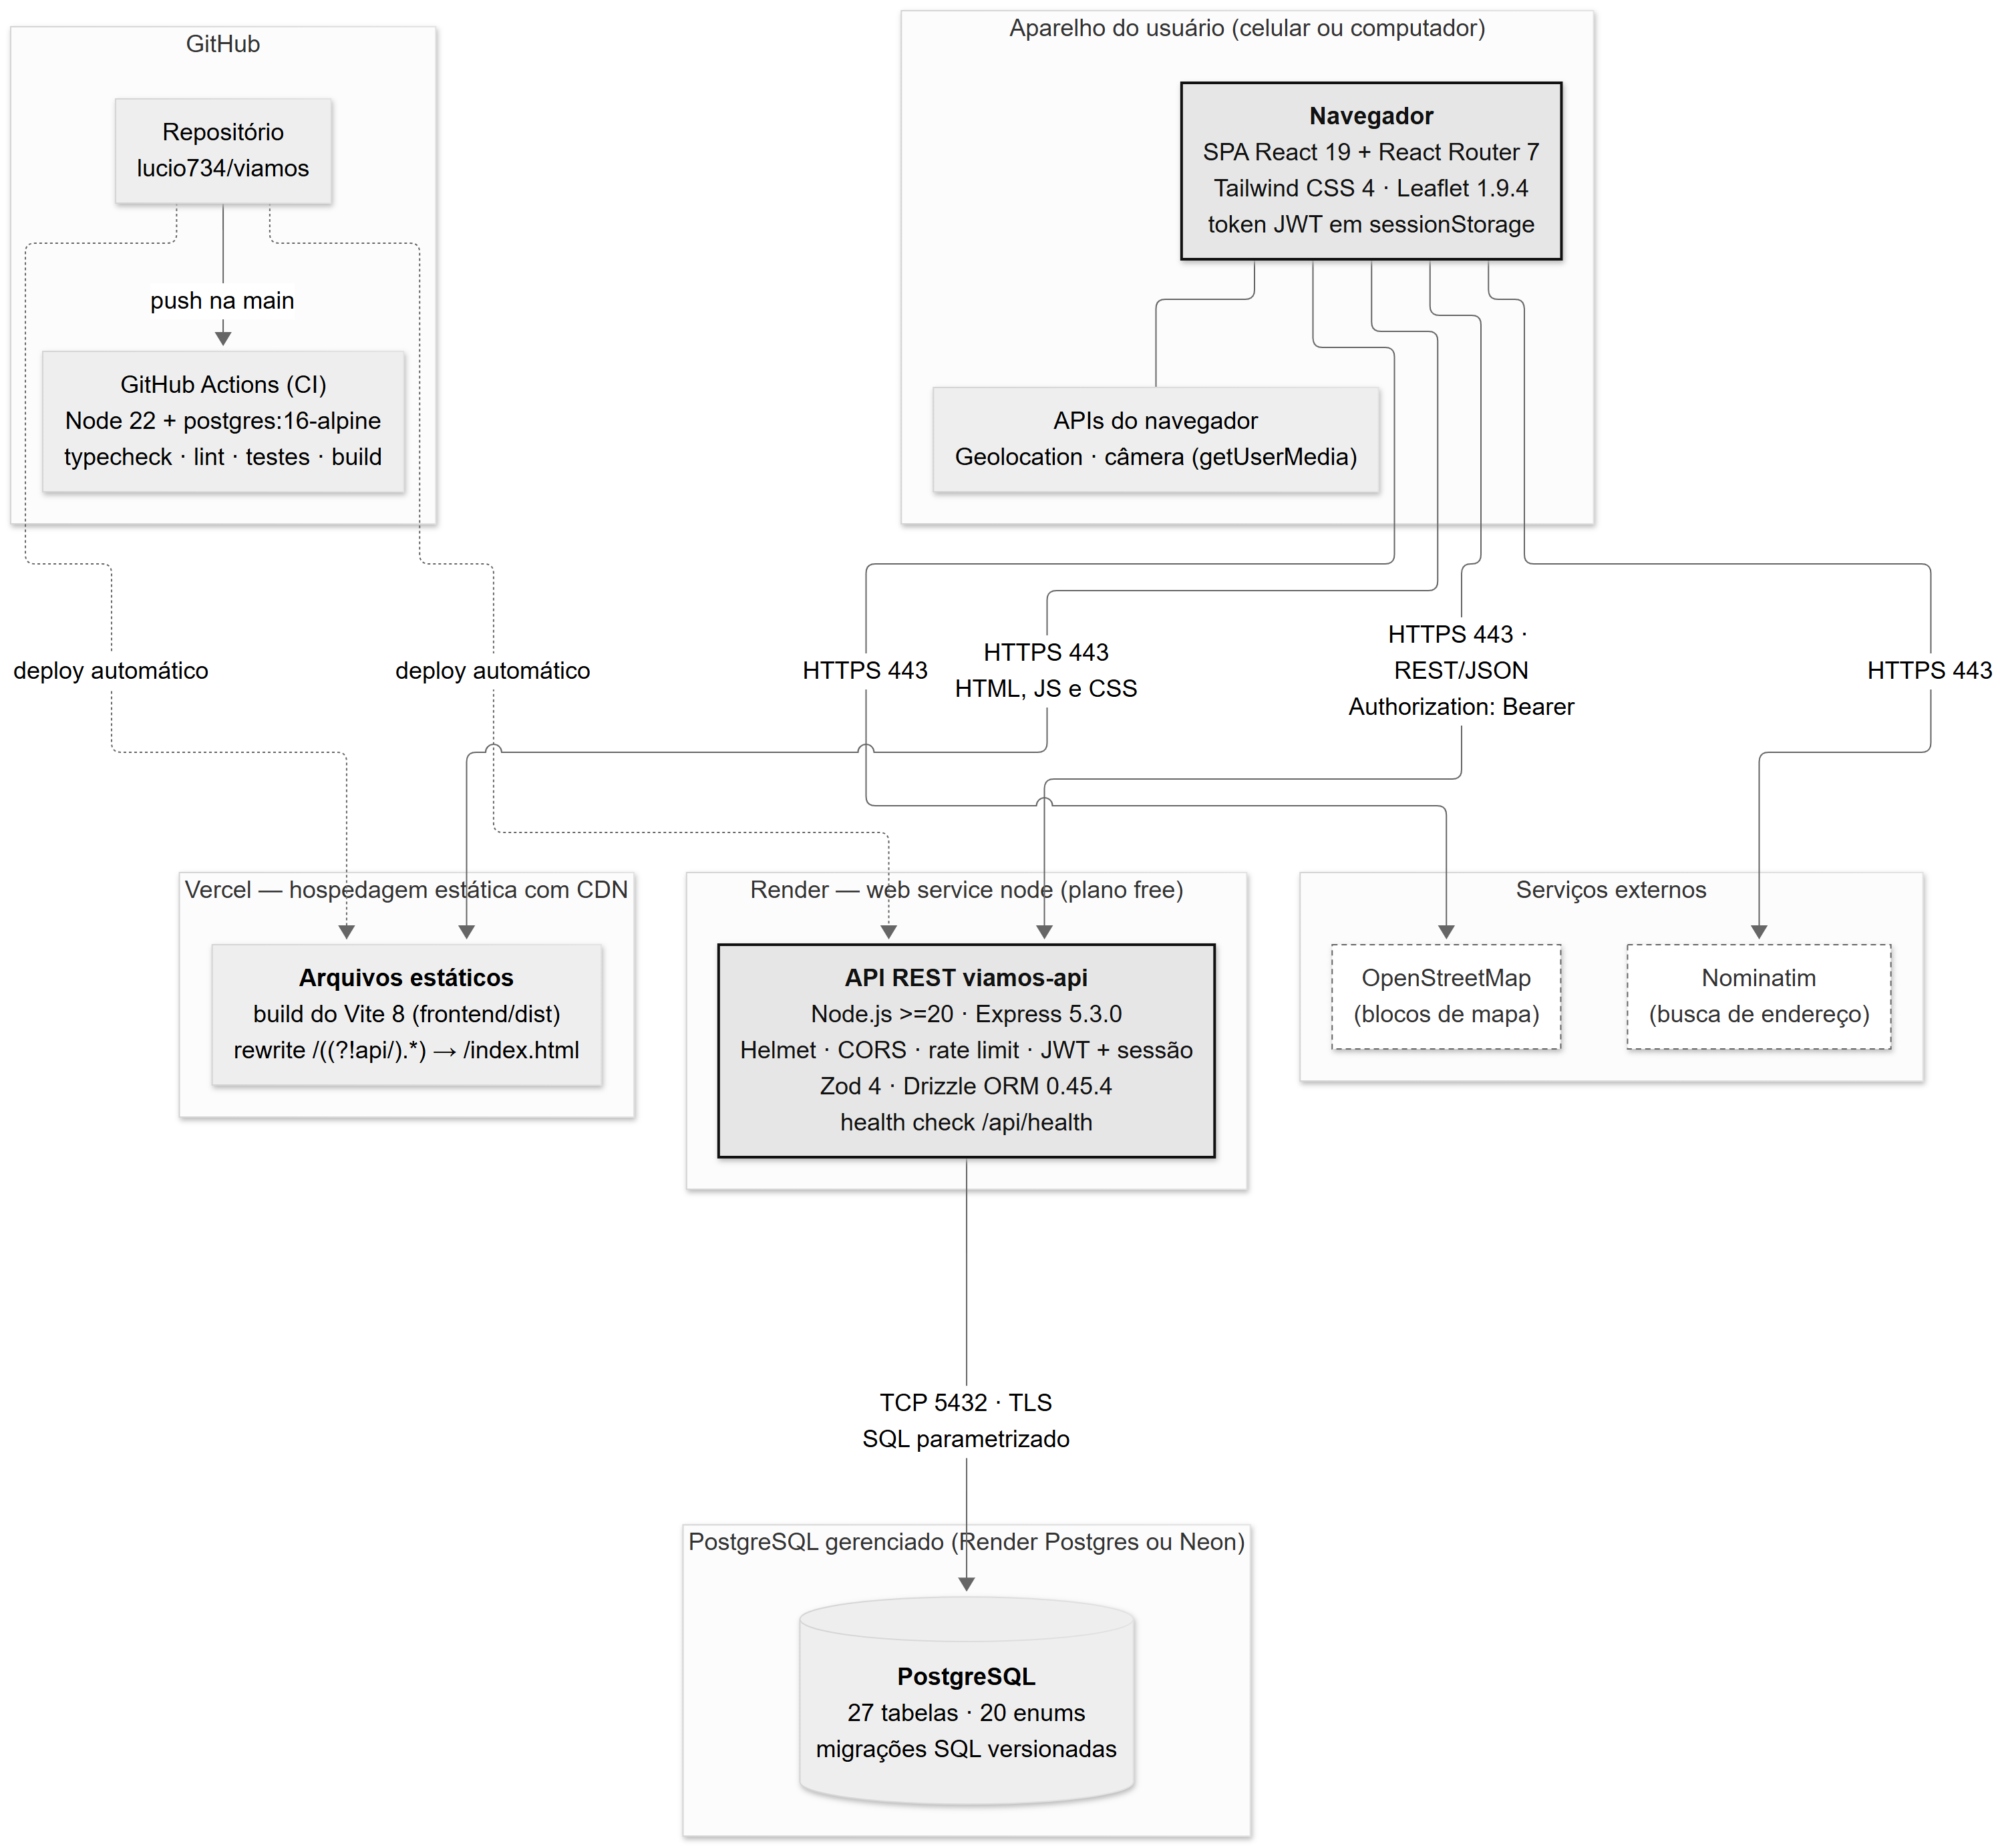 GitHub
Repositório
lucio734/viamos
push na main
GitHub Actions (CI)
Node 22 + postgres:16-alpine
typecheck · lint · testes · build
Aparelho do usuário (celular ou computador)
Navegador
SPA React 19 + React Router 7
Tailwind CSS 4 · Leaflet 1.9.4
token JWT em sessionStorage
APIs do navegador
Geolocation · câmera (getUserMedia)
deploy automático
deploy automático
HTTPS 443
HTTPS 443
HTML, JS e CSS
HTTPS 443 ·
REST/JSON
Authorization: Bearer
HTTPS 443
Vercel — hospedagem estática com CDN
Arquivos estáticos
build do Vite 8 (frontend/dist)
rewrite /((?!api/).*) → /index.html
Render — web service node (plano free)
API REST viamos-api
Node.js >=20 · Express 5.3.0
Helmet · CORS · rate limit · JWT + sessão
Zod 4 · Drizzle ORM 0.45.4
health check /api/health
Serviços externos
OpenStreetMap
(blocos de mapa)
Nominatim
(busca de endereço)
TCP 5432 · TLS
SQL parametrizado
PostgreSQL gerenciado (Render Postgres ou Neon)
PostgreSQL
27 tabelas · 20 enums
migrações SQL versionadas